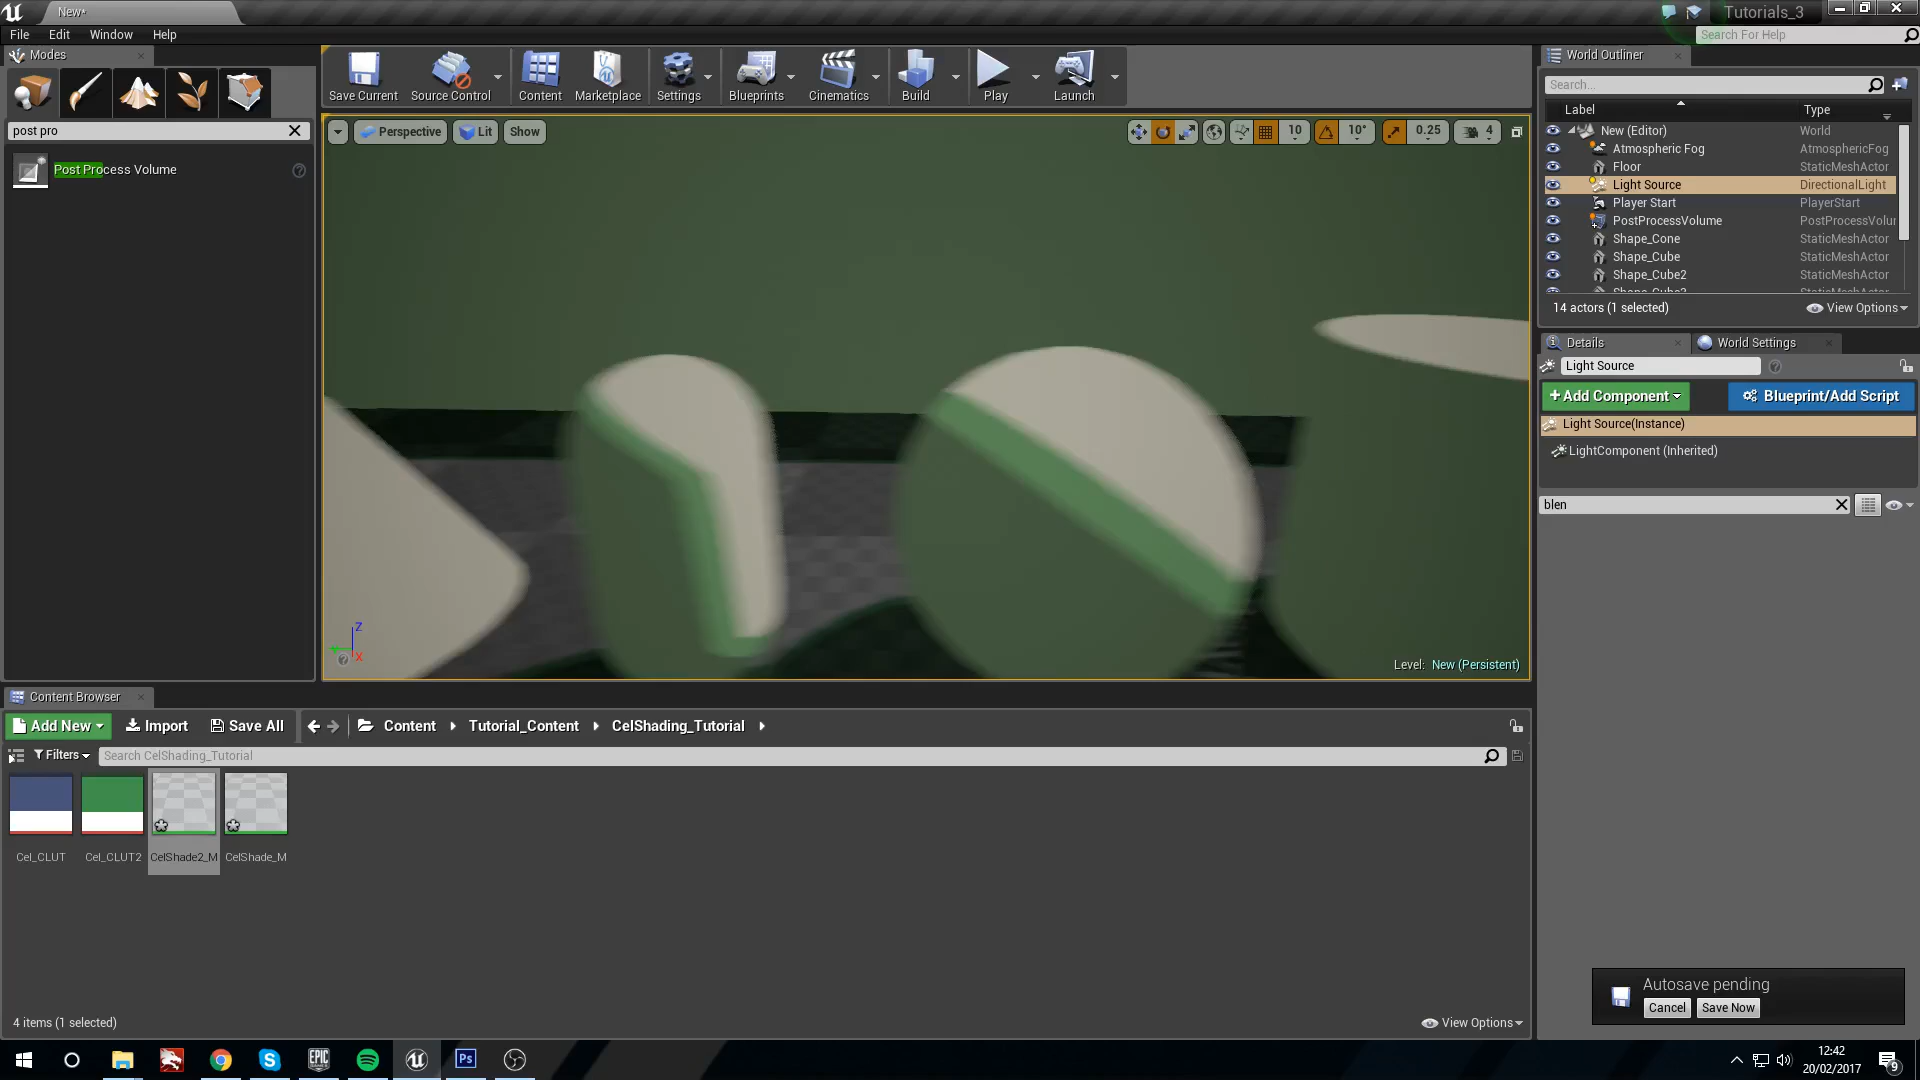 New*
Tutorials_3
File Edit Window Help
Search For Help
Modes
post pro
Post Process Volume
Save Current
Source Control
Content
Marketplace
Settings
Blueprints
Cinematics
Build
Play
Launch
Perspective
Lit
Show
10
10°
0.25
4
Z
X
Level: New (Persistent)
World Outliner
Search...
Label Type
New (Editor) World
Atmospheric Fog AtmosphericFog
Floor StaticMeshActor
Light Source DirectionalLight
Player Start PlayerStart
PostProcessVolume PostProcessVolu
Shape_Cone StaticMeshActor
Shape_Cube StaticMeshActor
Shape_Cube2 StaticMeshActor
14 actors (1 selected)
View Options
Details
World Settings
Light Source
+Add Component
Blueprint/Add Script
Light Source(Instance)
LightComponent (Inherited)
blen
Content Browser
Add New
Import
Save All
Content
Tutorial_Content
CelShading_Tutorial
Filters
Search CelShading_Tutorial
Cel_CLUT
Cel_CLUT2
CelShade2_M
CelShade_M
4 items (1 selected)
View Options
Autosave pending
Cancel
Save Now
EPIC
Ps
12:42
20/02/2017
9